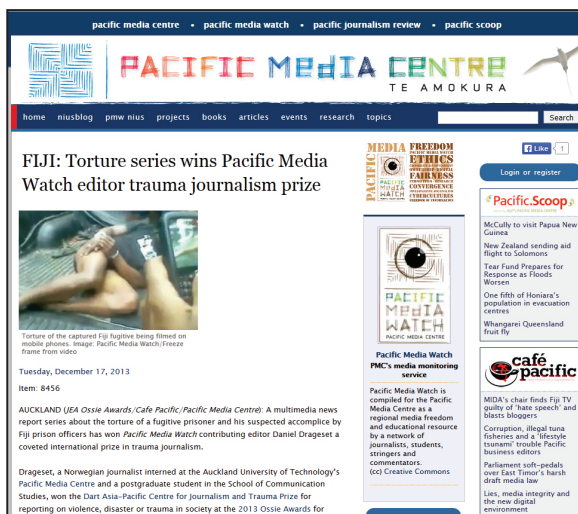 pacific media centre • pacific media watch • pacific journalism review • pacific scoop
PACIFIC MEDIA CENTRE
TE AMOKURA
home niusblog pmw nius projects books articles events research topics
Search
FIJI: Torture series wins Pacific Media
Watch editor trauma journalism prize
Torture of the captured Fiji fugitive being filmed on
mobile phones. Image: Pacific Media Watch/Freeze
frame from video
Tuesday, December 17, 2013
Item: 8456
AUCKLAND (JEA Ossie Awards/Cafe Pacific/Pacific Media Centre): A multimedia news
report series about the torture of a fugitive prisoner and his suspected accomplice by
Fiji prison officers has won Pacific Media Watch contributing editor Daniel Drageset a
coveted international prize in trauma journalism.
Drageset, a Norwegian journalist interned at the Auckland University of Technology's
Pacific Media Centre and a postgraduate student in the School of Communication
Studies, won the Dart Asia-Pacific Centre for Journalism and Trauma Prize for
reporting on violence, disaster or trauma in society at the 2013 Ossie Awards for
MEDIA FREEDOM
PACIFIC
ETHICS
FAIRNESS
CONVERGENCE
CYBERCULTURES
PACIFIC
MEDIA
WATCH
PACIFIC MEDIA CENTRE
Pacific Media Watch
PMC's media monitoring
service
Pacific Media Watch is
compiled for the Pacific
Media Centre as a
regional media freedom
and educational resource
by a network of
journalists, students,
stringers and
commentators.
(cc) Creative Commons
Like 1
Login or register
Pacific.Scoop
McCully to visit Papua New
Guinea
New Zealand sending aid
flight to Solomons
Tear Fund Prepares for
Response as Floods
Worsen
One fifth of Honiara's
population in evacuation
centres
Whangarei Queensland
fruit fly
café
pacific
MIDA's chair finds Fiji TV
guilty of 'hate speech' and
blasts bloggers
Corruption, illegal tuna
fisheries and a 'lifestyle
tsunami' trouble Pacific
business editors
Parliament soft-pedals
over East Timor's harsh
draft media law
Lies, media integrity and
the new digital
environment